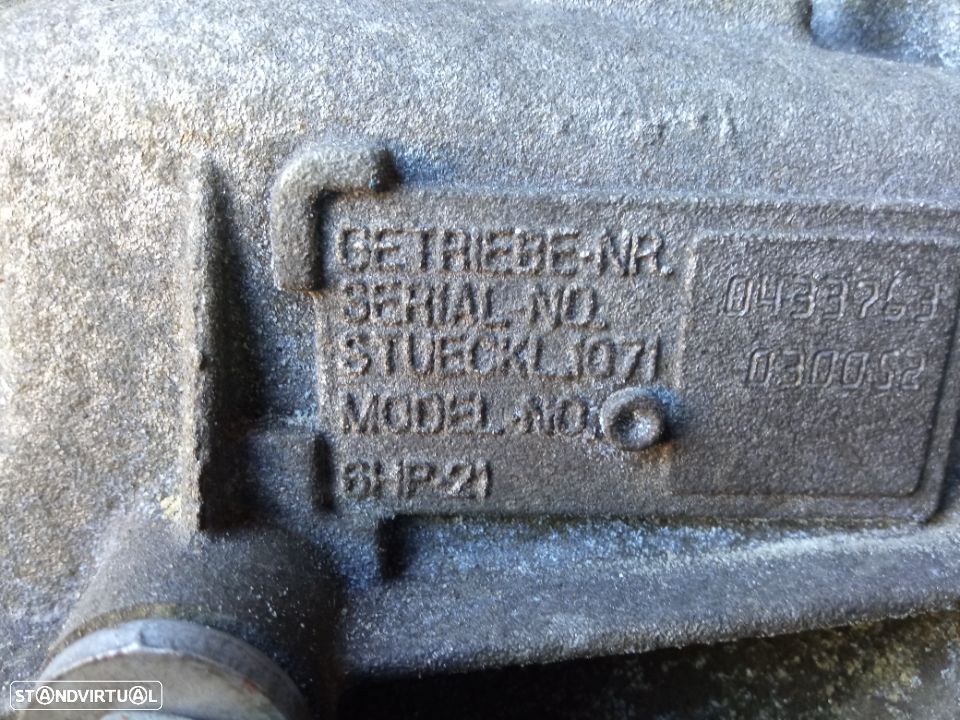 GETRIEBE-NR.
0433763
SERIAL-NO.
STUECKL.1071
030052
MODEL-NO.
6HP-21
STANDVIRTUAL